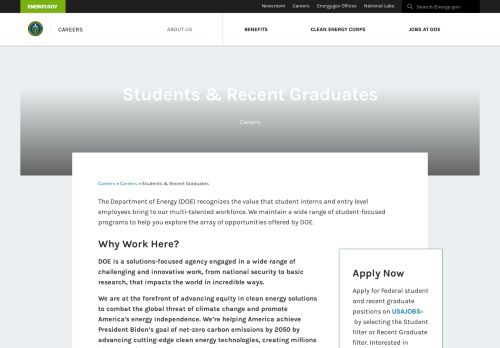 ENERGY.GOV
Newsroom Careers Energy.gov Offices National Labs Search Energy.gov
CAREERS ABOUT US BENEFITS CLEAN ENERGY CORPS JOBS AT DOE
Students & Recent Graduates
Careers
Careers » Careers » Students & Recent Graduates
The Department of Energy (DOE) recognizes the value that student interns and entry level
employees bring to our multi-talented workforce. We maintain a wide range of student-focused
programs to help you explore the array of opportunities offered by DOE.
Why Work Here?
DOE is a solutions-focused agency engaged in a wide range of
challenging and innovative work, from national security to basic
research, that impacts the world in incredible ways.
We are at the forefront of advancing equity in clean energy solutions
to combat the global threat of climate change and promote
America's energy independence. We're helping America achieve
President Biden's goal of net-zero carbon emissions by 2050 by
advancing cutting-edge clean energy technologies, creating millions
Apply Now
Apply for Federal student
and recent graduate
positions on USAJOBS
by selecting the Student
filter or Recent Graduate
filter. Interested in